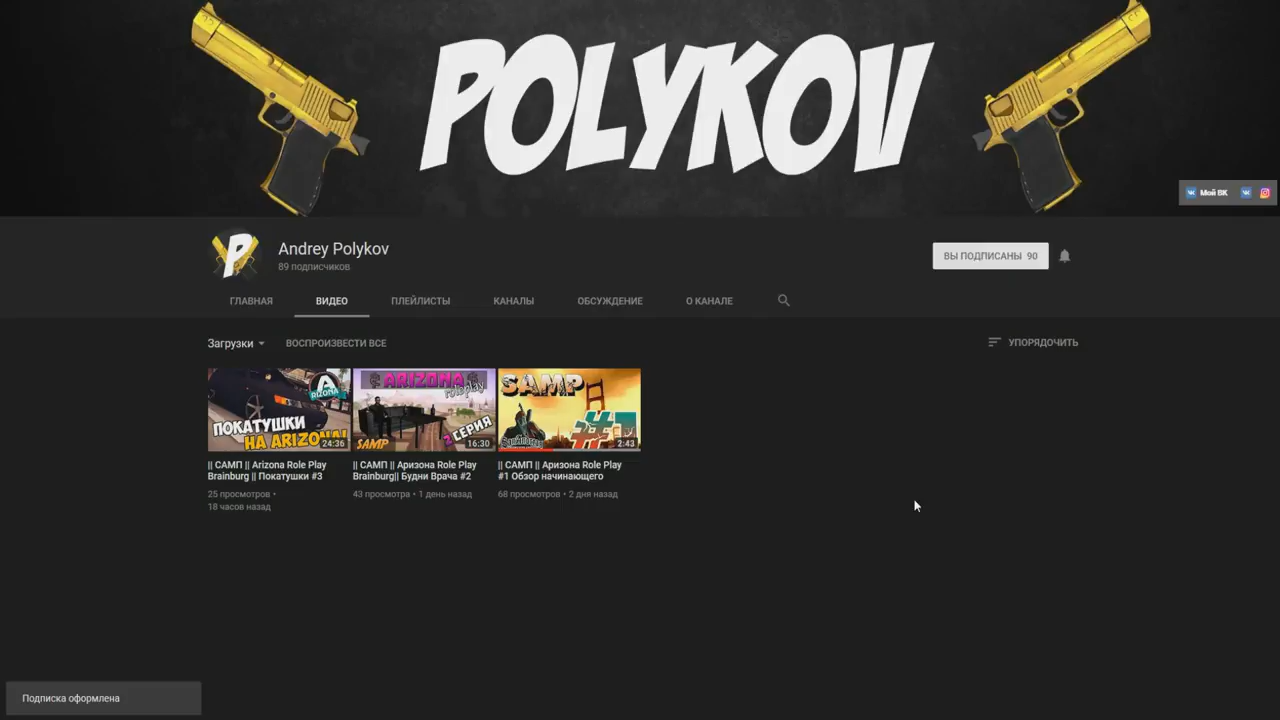 POLYKOV
Мой ВК
Andrey Polykov
89 подписчиков
ВЫ ПОДПИСАНЫ 90
ГЛАВНАЯ ВИДЕО ПЛЕЙЛИСТЫ КАНАЛЫ ОБСУЖДЕНИЕ О КАНАЛЕ
Загрузки ВОСПРОИЗВЕСТИ ВСЕ УПОРЯДОЧИТЬ
A
RIZONA
ПОКАТУШКИ
НА ARIZONA!
24:36
ARIZONA
roleplay
2 СЕРИЯ
SAMP
16:30
SAMP
#1
2:43
|| САМП || Arizona Role Play
Brainburg || Покатушки #3
25 просмотров •
18 часов назад
|| САМП || Аризона Role Play
Brainburg|| Будни Врача #2
43 просмотра • 1 день назад
|| САМП || Аризона Role Play
#1 Обзор начинающего
68 просмотров • 2 дня назад
Подписка оформлена